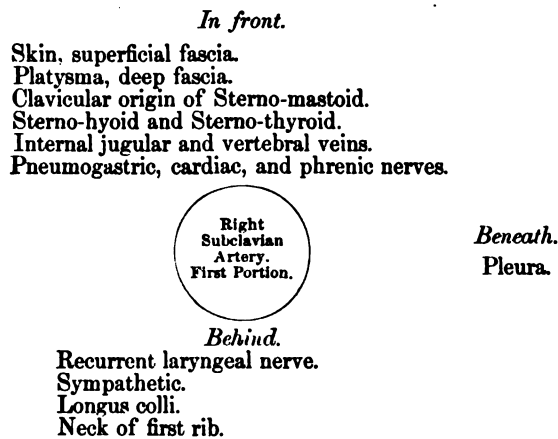 In front.
Skin, superficial fascia.
Platysma, deep fascia.
Clavicular origin of Sterno-mastoid.
Sterno-hyoid and Sterno-thyroid.
Internal jugular and vertebral veins.
Pneumogastric, cardiac, and phrenic nerves.
Right
Subclavian
Artery.
First Portion.
Beneath.
Pleura.
Behind.
Recurrent laryngeal nerve.
Sympathetic.
Longus colli.
Neck of first rib.